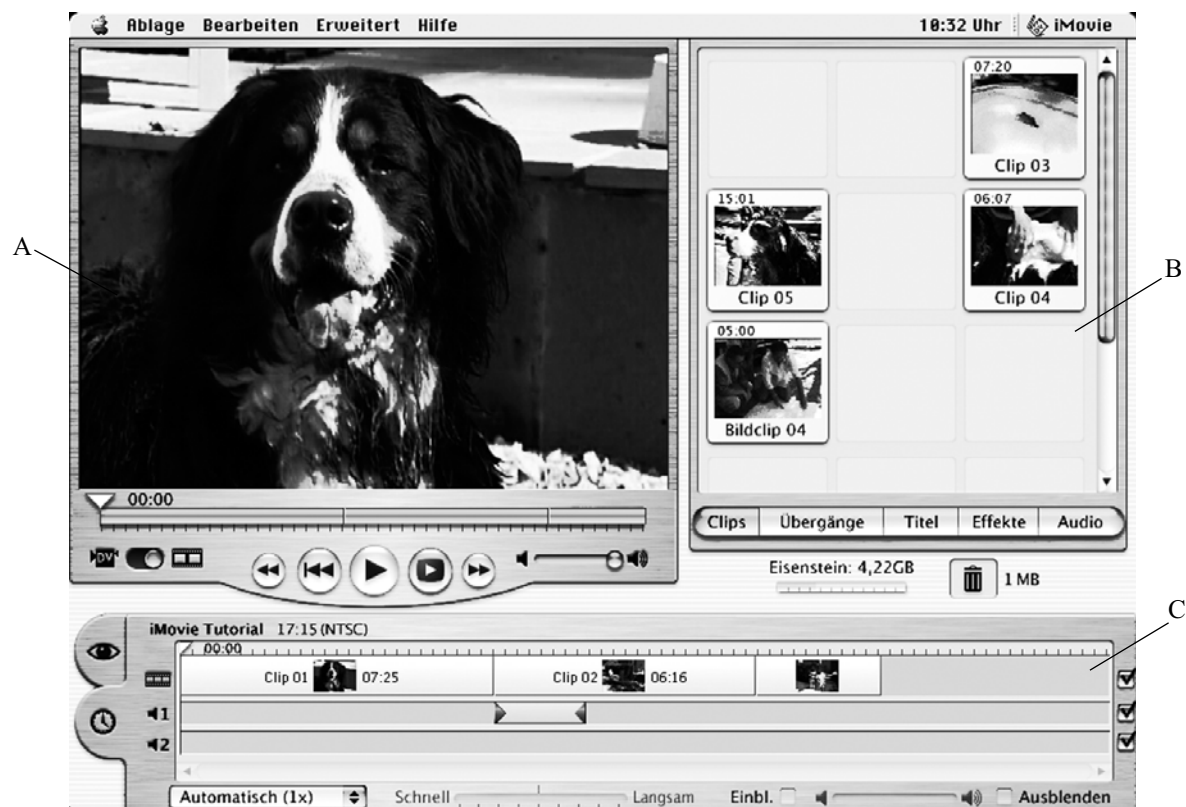 Ablage Bearbeiten Erweitert Hilfe 10:32 Uhr iMovie
07:20
Clip 03
15:01
Clip 05
06:07
Clip 04
05:00
Bildclip 04
A
B
00:00
Clips Übergänge Titel Effekte Audio
DV
Eisenstein: 4,22GB
1 MB
C
iMovie Tutorial 17:15 (NTSC)
00:00
Clip 01 07:25 Clip 02 06:16
1
2
Automatisch (1x) Schnell Langsam Einbl. Ausblenden